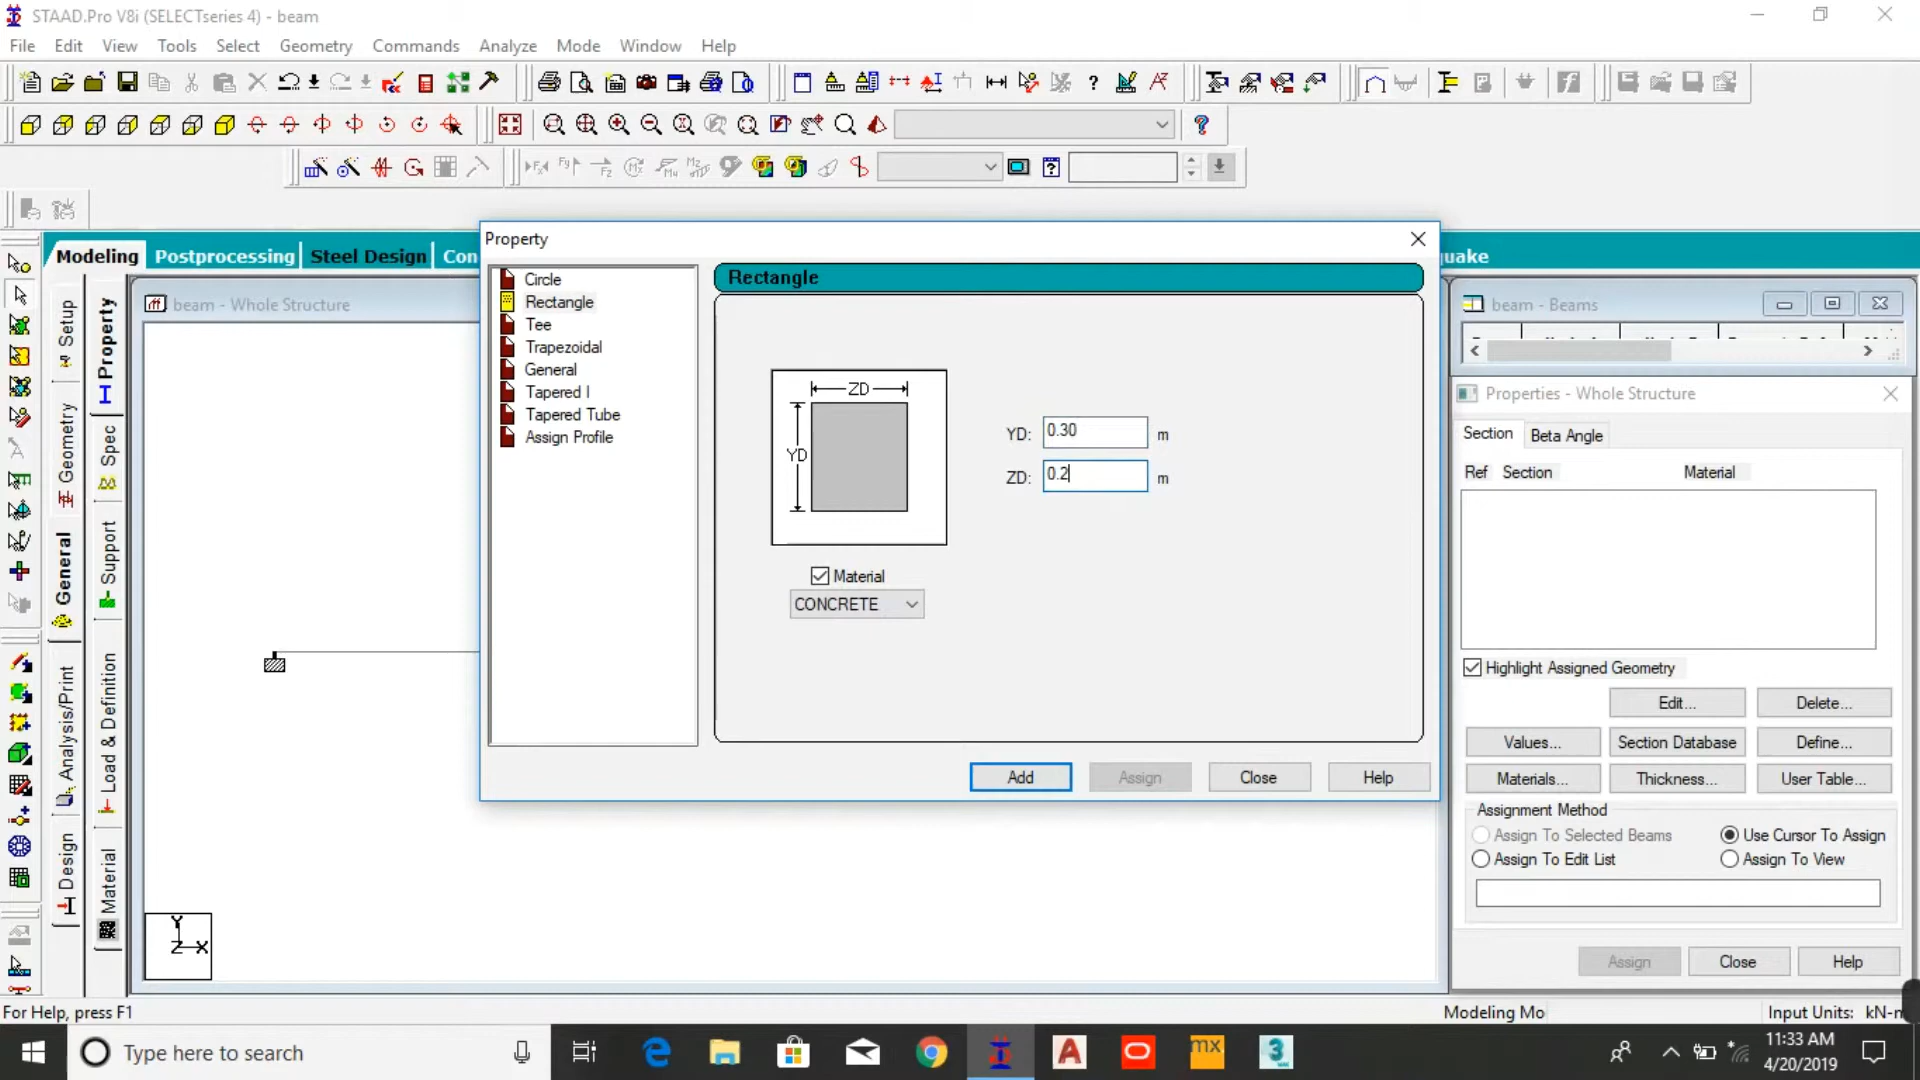 STAAD.Pro V8i (SELECTseries 4) - beam
File Edit View Tools Select Geometry Commands Analyze Mode Window Help
Modeling Postprocessing Steel Design Con
uake
Property
Circle
Rectangle
Tee
Trapezoidal
General
Tapered I
Tapered Tube
Assign Profile
Rectangle
ZD
YD
YD: 0.30 m
ZD: 0.2 m
Material
CONCRETE
Add Assign Close Help
beam - Whole Structure
Setup
Geometry
General
Analysis/Print
Design
Property
Spec
Support
Load & Definition
Material
Y
Z X
beam - Beams
Properties - Whole Structure
Section Beta Angle
Ref Section Material
Highlight Assigned Geometry
Edit... Delete...
Values... Section Database Define...
Materials... Thickness... User Table...
Assignment Method
Assign To Selected Beams Use Cursor To Assign
Assign To Edit List Assign To View
Assign Close Help
For Help, press F1
Modeling Mo
Input Units: kN-m
Type here to search
mx
3
11:33 AM
4/20/2019